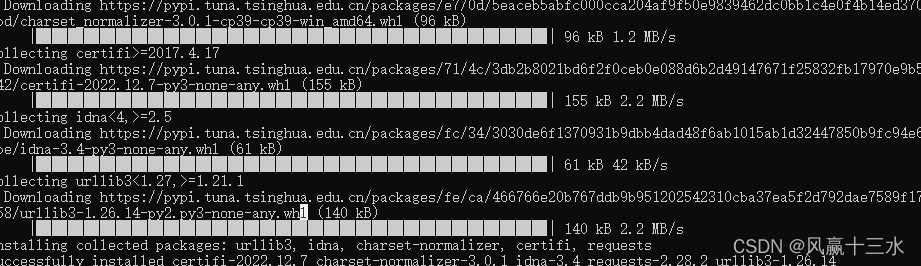 Downloading https://pypi.tuna.tsinghua.edu.cn/packages/e7/0d/5eaceb5abfc000cca204af9f50e9839462dc0bb1c4e0f4b14ed370
d/charset_normalizer-3.0.1-cp39-cp39-win_amd64.whl (96 kB)
96 kB 1.2 MB/s
ollecting certifi>=2017.4.17
Downloading https://pypi.tuna.tsinghua.edu.cn/packages/71/4c/3db2b8021bd6f2f0ceb0e088d6b2d49147671f25832fb17970e9b5
42/certifi-2022.12.7-py3-none-any.whl (155 kB)
155 kB 2.2 MB/s
ollecting idna<4,>=2.5
Downloading https://pypi.tuna.tsinghua.edu.cn/packages/fc/34/3030de6f1370931b9dbb4dad48f6ab1015ab1d32447850b9fc94e6
e/idna-3.4-py3-none-any.whl (61 kB)
61 kB 42 kB/s
ollecting urllib3<1.27,>=1.21.1
Downloading https://pypi.tuna.tsinghua.edu.cn/packages/fe/ca/466766e20b767ddb9b951202542310cba37ea5f2d792dae7589f17
58/urllib3-1.26.14-py2.py3-none-any.whl (140 kB)
140 kB 2.2 MB/s
nstalling collected packages: urllib3, idna, charset-normalizer, certifi, requests
uccessfully installed certifi-2022.12.7 charset-normalizer-3.0.1 idna-3.4 requests-2.28.2 urllib3-1.26.14
CSDN @风赢十三水